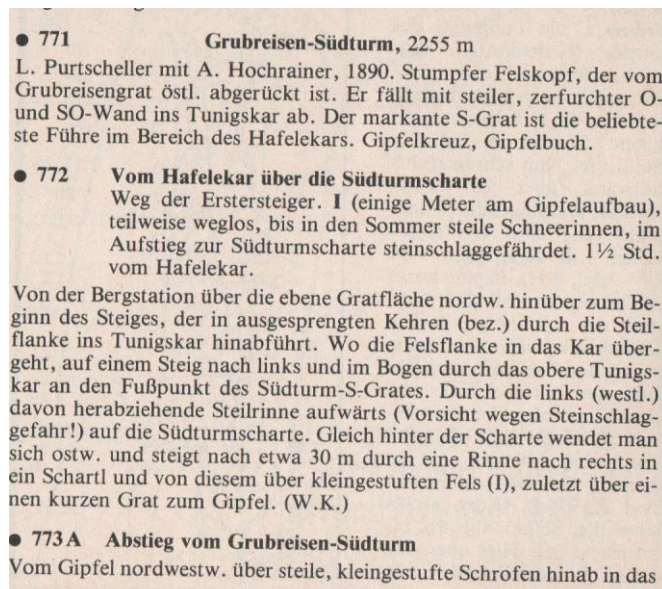 ● 771 Grubreisen-Südturm, 2255 m
L. Purtscheller mit A. Hochrainer, 1890. Stumpfer Felskopf, der vom
Grubreisengrat östl. abgerückt ist. Er fällt mit steiler, zerfurchter O-
und SO-Wand ins Tunigskar ab. Der markante S-Grat ist die beliebte-
ste Führe im Bereich des Hafelekars. Gipfelkreuz, Gipfelbuch.
● 772 Vom Hafelekar über die Südturmscharte
Weg der Erstersteiger. I (einige Meter am Gipfelaufbau),
teilweise weglos, bis in den Sommer steile Schneerinnen, im
Aufstieg zur Südturmscharte steinschlaggefährdet. 1½ Std.
vom Hafelekar.
Von der Bergstation über die ebene Gratfläche nordw. hinüber zum Be-
ginn des Steiges, der in ausgesprengten Kehren (bez.) durch die Steil-
flanke ins Tunigskar hinabführt. Wo die Felsflanke in das Kar über-
geht, auf einem Steig nach links und im Bogen durch das obere Tunigs-
kar an den Fußpunkt des Südturm-S-Grates. Durch die links (westl.)
davon herabziehende Steilrinne aufwärts (Vorsicht wegen Steinschlag-
gefahr!) auf die Südturmscharte. Gleich hinter der Scharte wendet man
sich ostw. und steigt nach etwa 30 m durch eine Rinne nach rechts in
ein Schartl und von diesem über kleingestuften Fels (I), zuletzt über ei-
nen kurzen Grat zum Gipfel. (W.K.)
● 773 A Abstieg vom Grubreisen-Südturm
Vom Gipfel nordwestw. über steile, kleingestufte Schrofen hinab in das